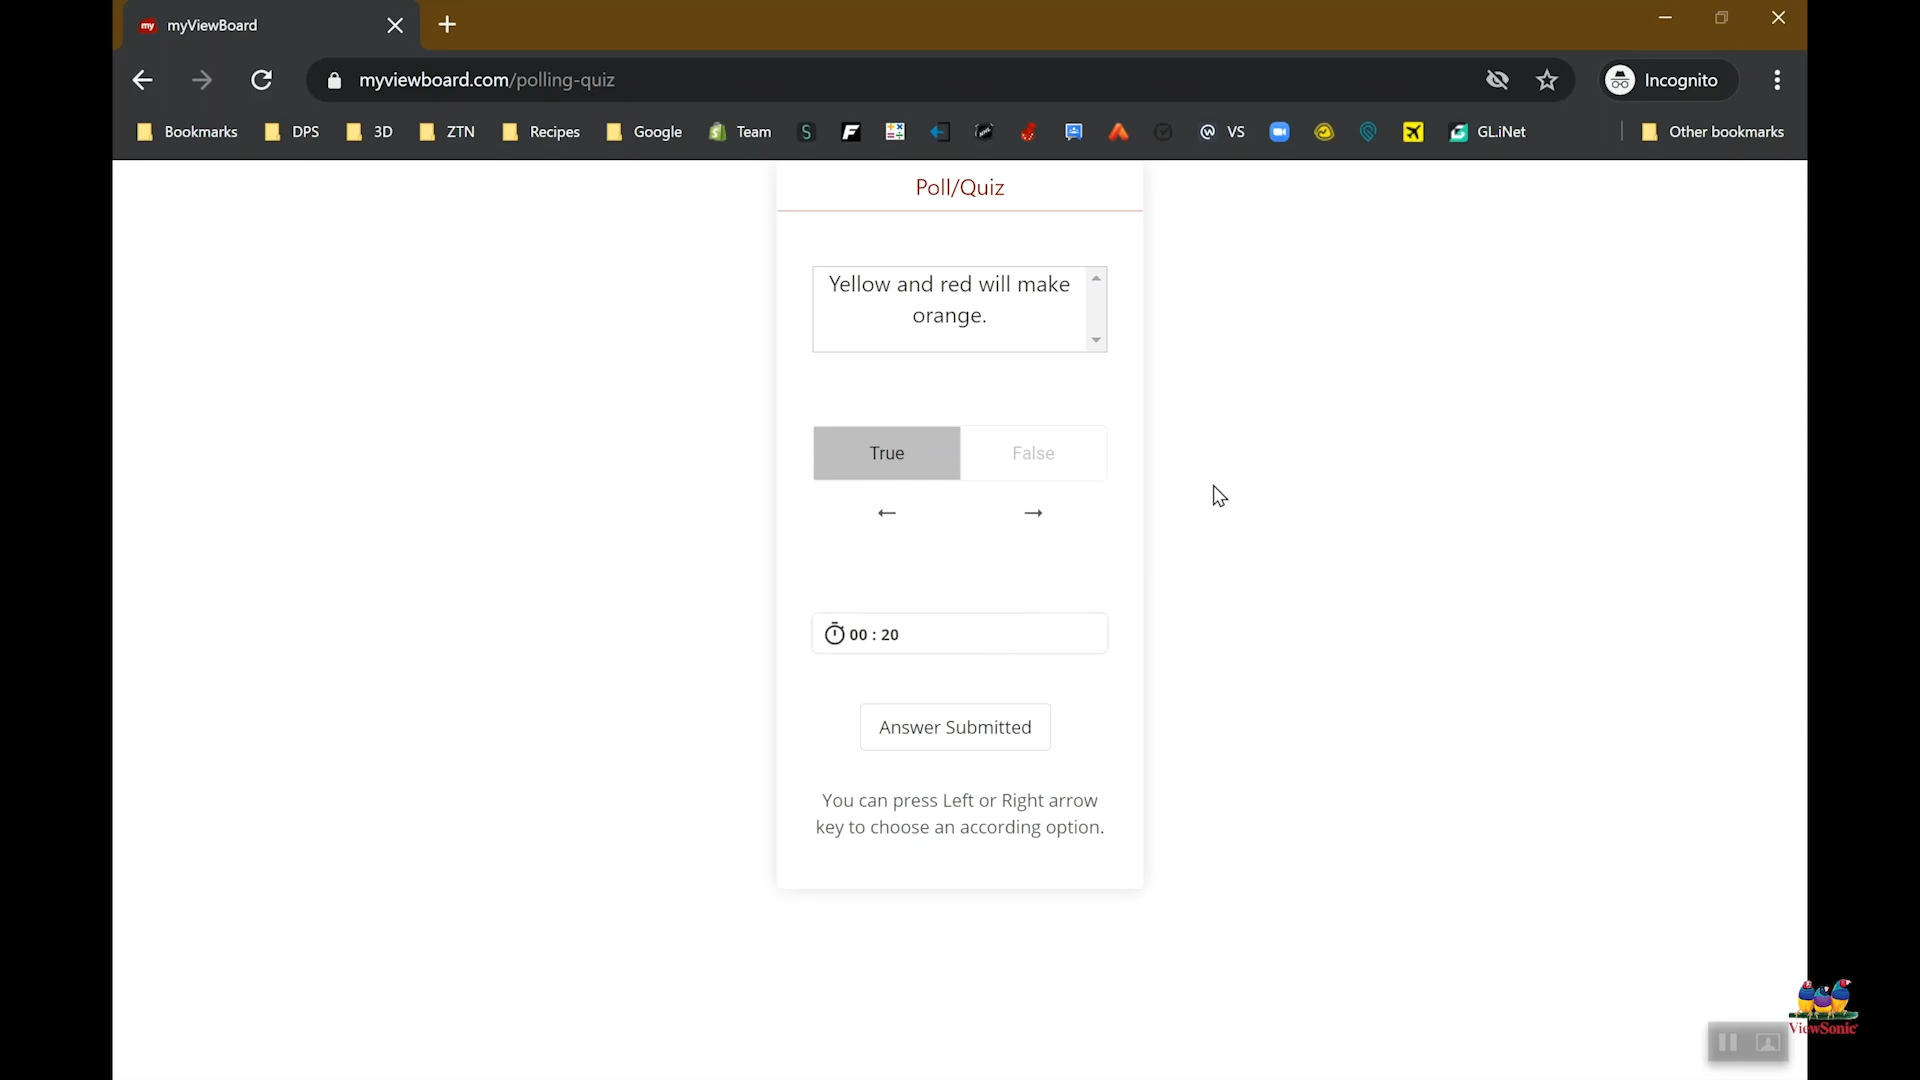 my myViewBoard
myviewboard.com/polling-quiz
Incognito
Bookmarks DPS 3D ZTN Recipes Google Team VS GL.iNet Other bookmarks
Poll/Quiz
Yellow and red will make
orange.
True False
← →
00 : 20
Answer Submitted
You can press Left or Right arrow
key to choose an according option.
ViewSonic